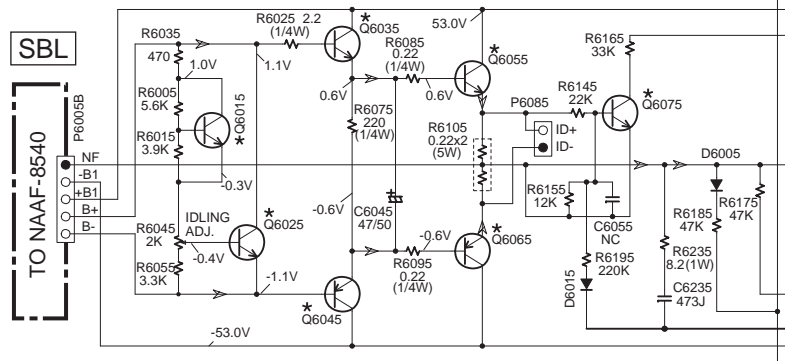 SBL
TO NAAF-8540
P6005B
NF
-B1
+B1
B+
B-
R6035
470
1.0V
R6005
5.6K
R6015
3.9K
*Q6015
-0.3V
R6045
2K
IDLING
ADJ.
-0.4V
R6055
3.3K
*
Q6025
-1.1V
-53.0V
R6025 2.2
(1/4W)
1.1V
*
Q6035
0.6V
R6075
220
(1/4W)
-0.6V
*
Q6045
R6085
0.22
(1/4W)
0.6V
C6045
47/50
-0.6V
R6095
0.22
(1/4W)
53.0V
*
Q6055
R6105
0.22x2
(5W)
*
Q6065
P6085
ID+
ID-
R6145
22K
R6165
33K
*
Q6075
R6155
12K
C6055
NC
R6195
220K
D6015
D6005
R6185
47K
R6175
47K
R6235
8.2(1W)
C6235
473J